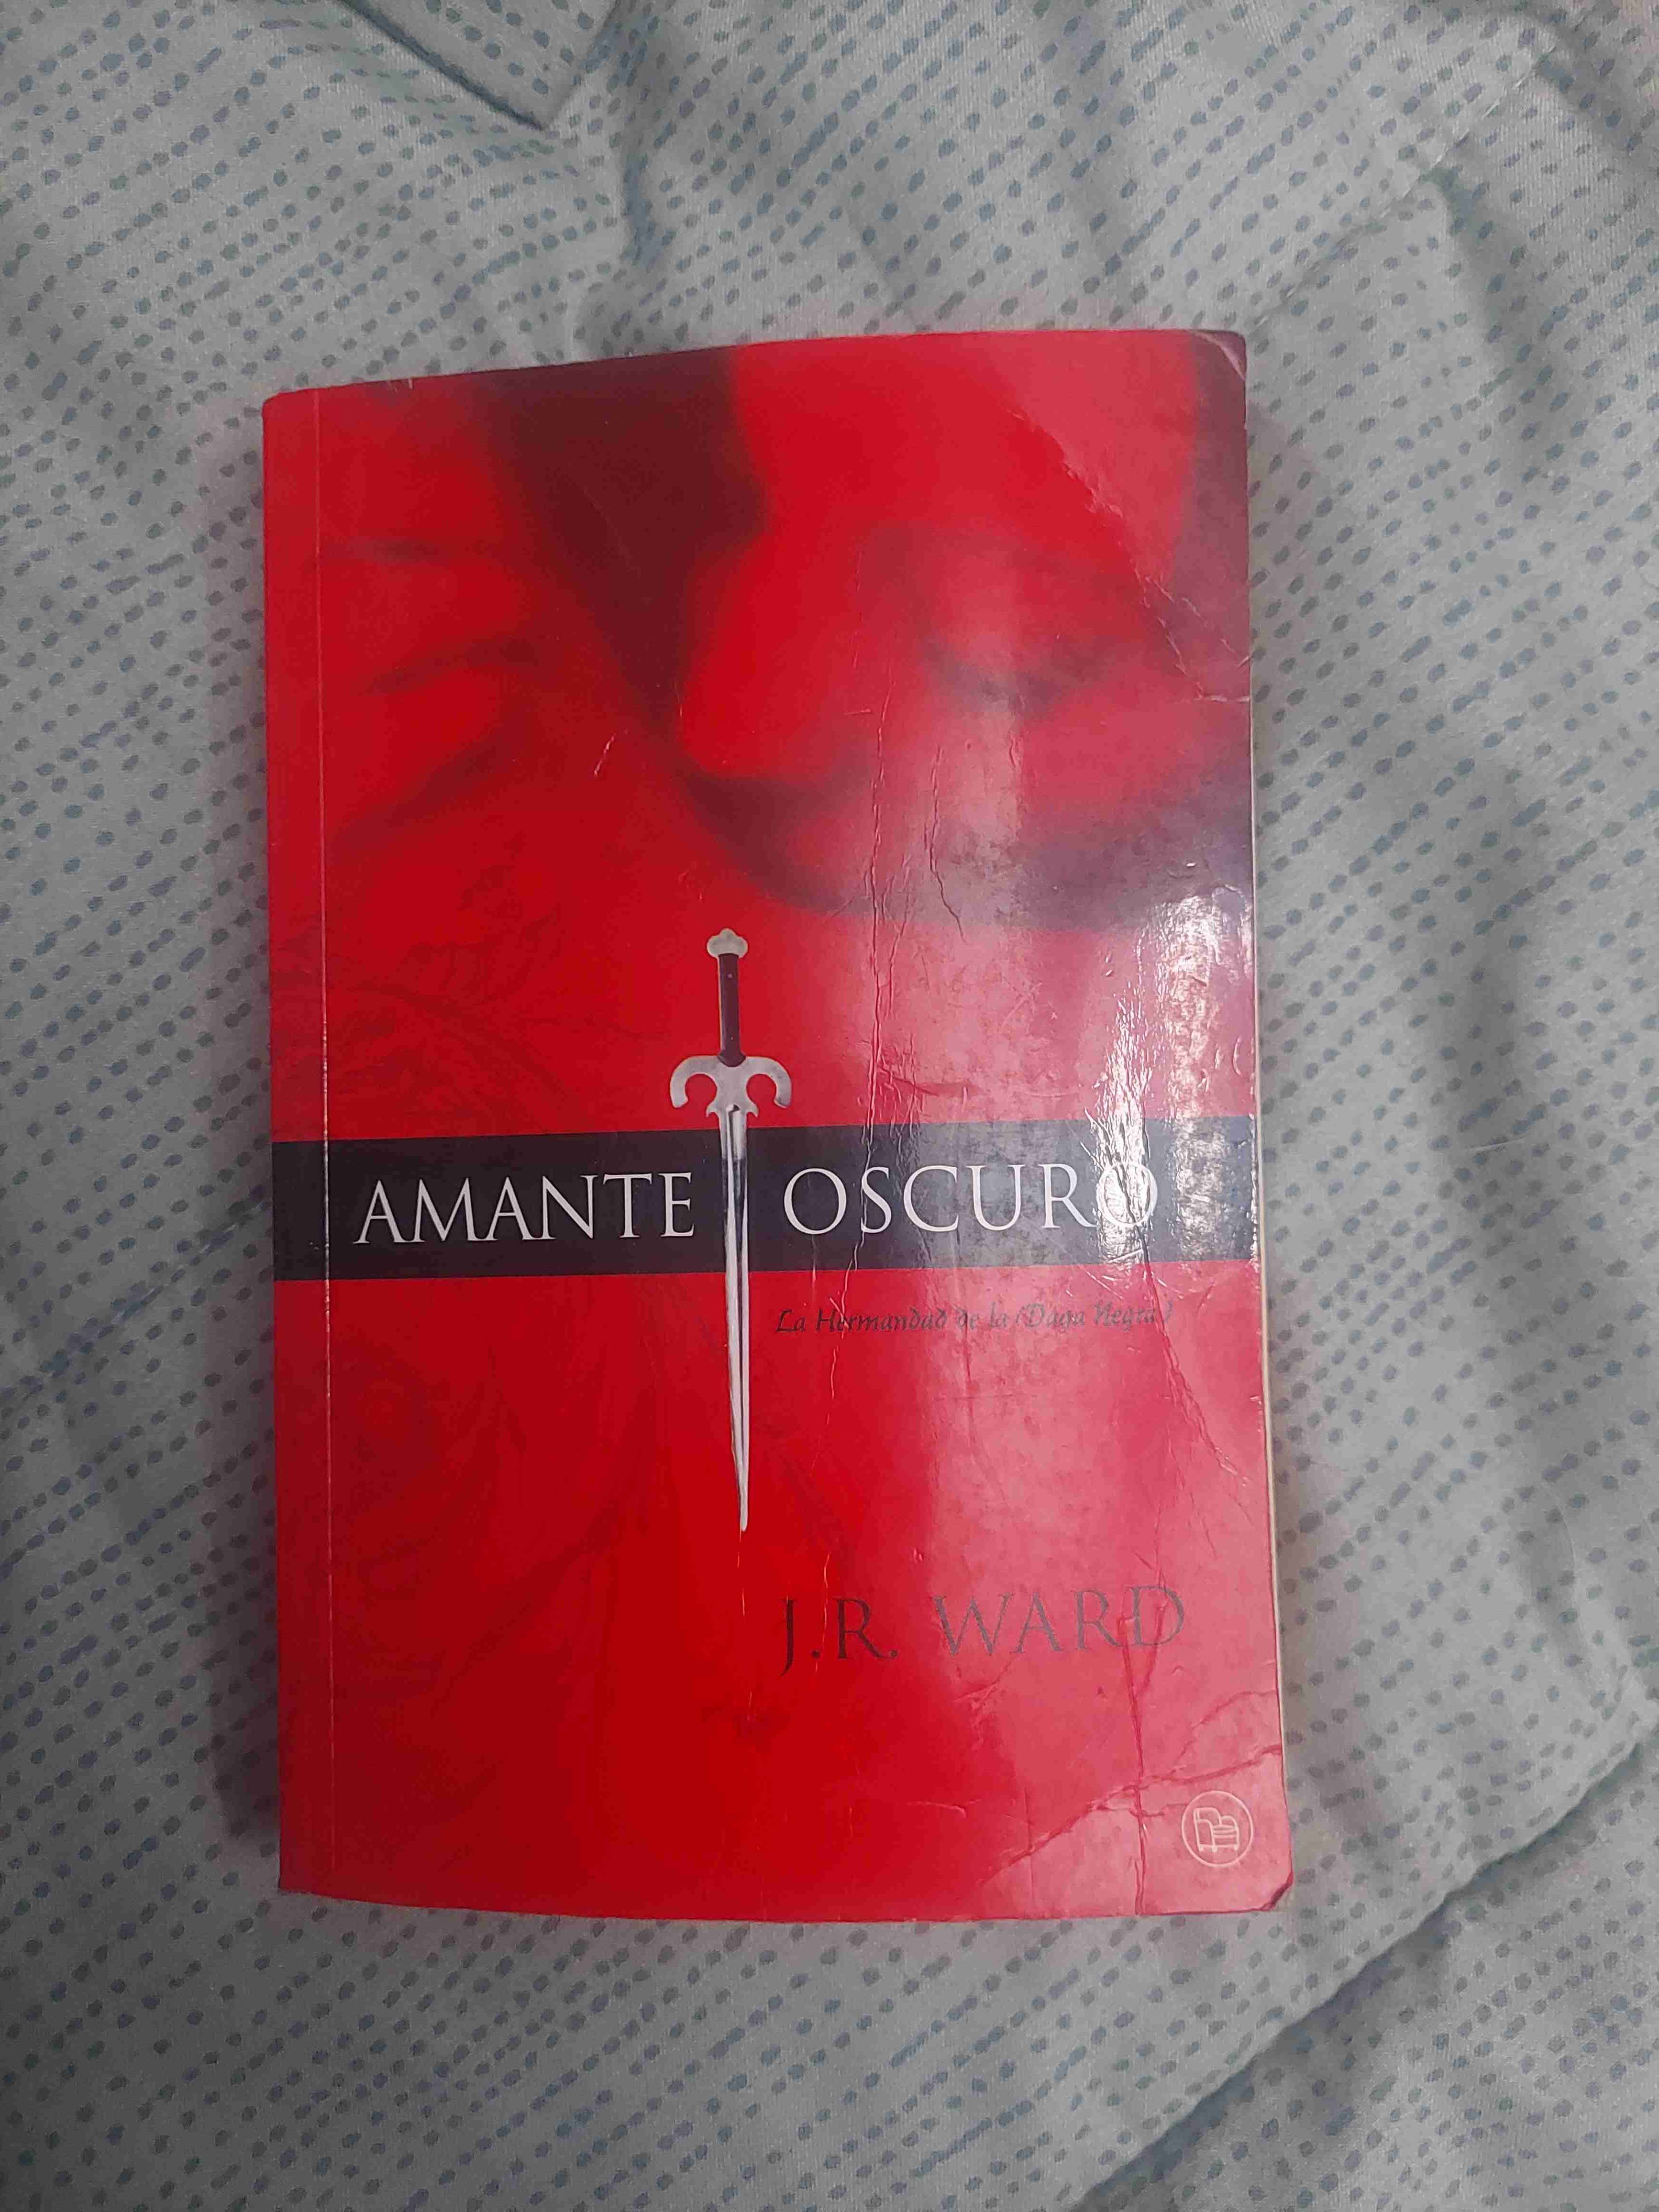 AMANTE OSCURO
La Hermandad de la Daga Negra
J.R. WARD